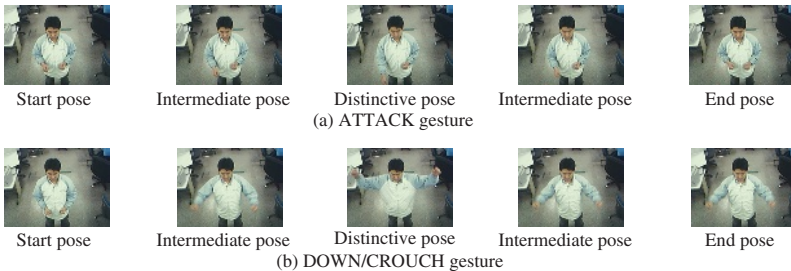 Start pose Intermediate pose Distinctive pose Intermediate pose End pose
(a) ATTACK gesture
Start pose Intermediate pose Distinctive pose Intermediate pose End pose
(b) DOWN/CROUCH gesture